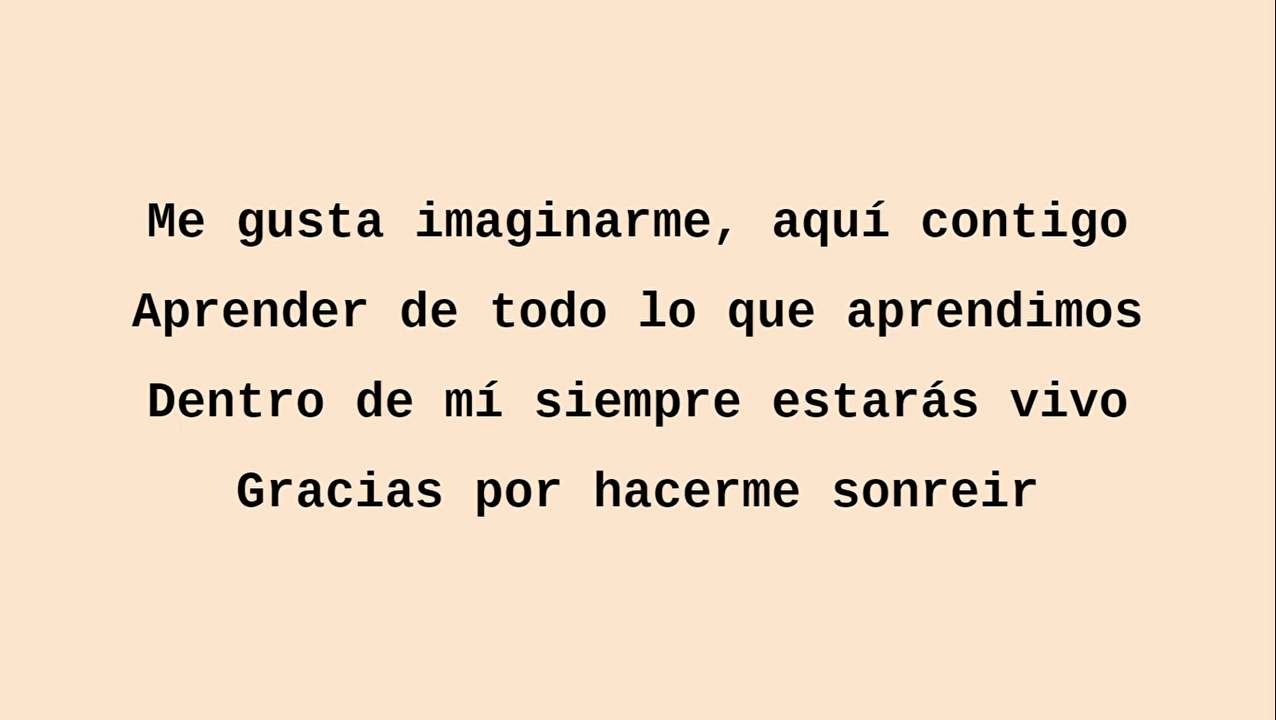 Me gusta imaginarme, aquí contigo
Aprender de todo lo que aprendimos
Dentro de mí siempre estarás vivo
Gracias por hacerme sonreir